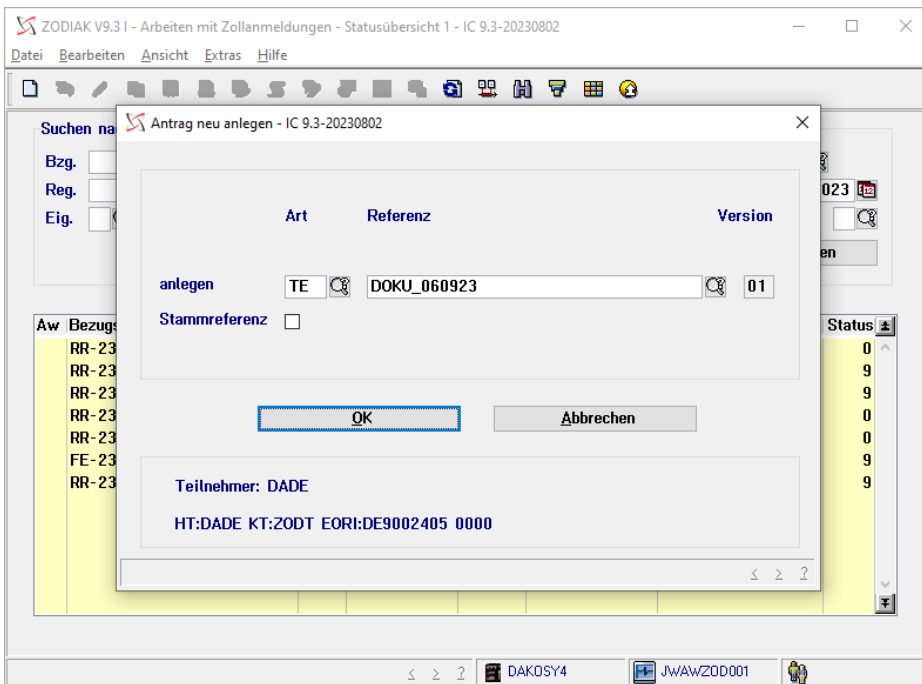 ZODIAK V9.3 I - Arbeiten mit Zollanmeldungen - Statusübersicht 1 - IC 9.3-20230802
Datei Bearbeiten Ansicht Extras Hilfe
Suchen na
Antrag neu anlegen - IC 9.3-20230802
Bzg.
Reg.
023
12
Eig.
en
Art Referenz Version
anlegen TE DOKU_060923 01
Stammreferenz
OK Abbrechen
Teilnehmer: DADE
HT:DADE KT:ZODT EORI:DE9002405 0000
< > ?
Aw Bezugs Status
RR-23 0
RR-23 9
RR-23 9
RR-23 0
RR-23 0
FE-23 9
RR-23 9
< > ? DAKOSY4 JWAWZOD001